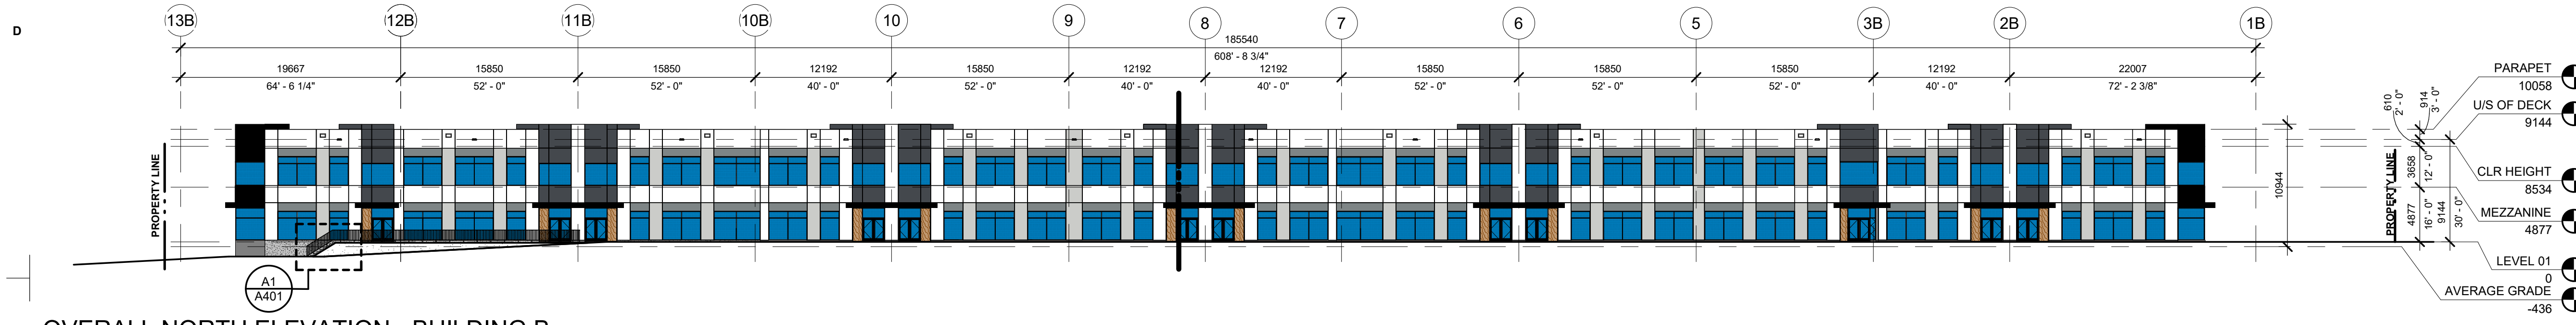 D
13B 12B 11B 10B 10 9 8 7 6 5 3B 2B 1B
185540
608' - 8 3/4"
19667 15850 15850 12192 15850 12192 12192 15850 15850 15850 12192 22007
64' - 6 1/4" 52' - 0" 52' - 0" 40' - 0" 52' - 0" 40' - 0" 40' - 0" 52' - 0" 52' - 0" 52' - 0" 40' - 0" 72' - 2 3/8"
PROPERTY LINE
A1
A401
10944
PROPERTY LINE
610
2' - 0"
914
3' - 0"
3658
12' - 0"
4877
16' - 0"
9144
30' - 0"
PARAPET
10058
U/S OF DECK
9144
CLR HEIGHT
8534
MEZZANINE
4877
LEVEL 01
0
AVERAGE GRADE
-436
OVERALL NORTH ELEVATION - BUILDING B